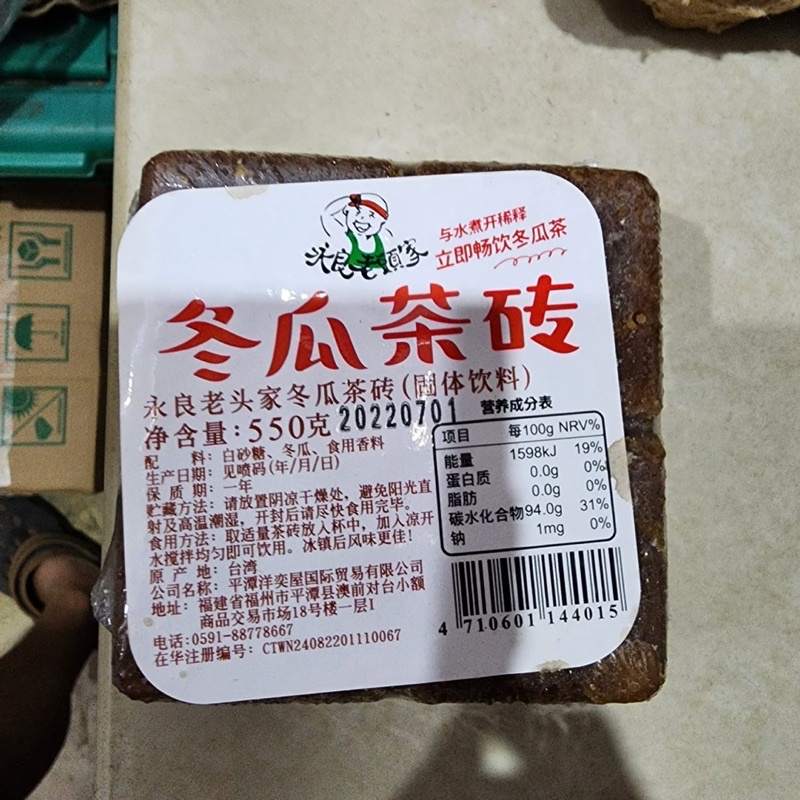 永良老頭家
与水煮开稀释
立即畅饮冬瓜茶
冬瓜茶砖
永良老头家冬瓜茶砖(固体饮料)
净含量:550克
20220701
配 料: 白砂糖、冬瓜、食用香料
生产日期: 见喷码(年/月/日)
保 质 期: 一年
贮藏方法: 请放置阴凉干燥处, 避免阳光直
射及高温潮湿, 开封后请尽快食用完毕。
食用方法: 取适量茶砖放入杯中, 加入凉开
水搅拌均匀即可饮用。冰镇后风味更佳!
原 产 地: 台湾
公司名称: 平潭洋奕屋国际贸易有限公司
地址: 福建省福州市平潭县澳前对台小额
商品交易市场18号楼一层I
电话:0591-88778667
在华注册编号: CTWN24082201110067
营养成分表
项目 每100g NRV%
能量 1598kJ 19%
蛋白质 0.0g 0%
脂肪 0.0g 0%
碳水化合物 94.0g 31%
钠 1mg 0%
4 710601 144015